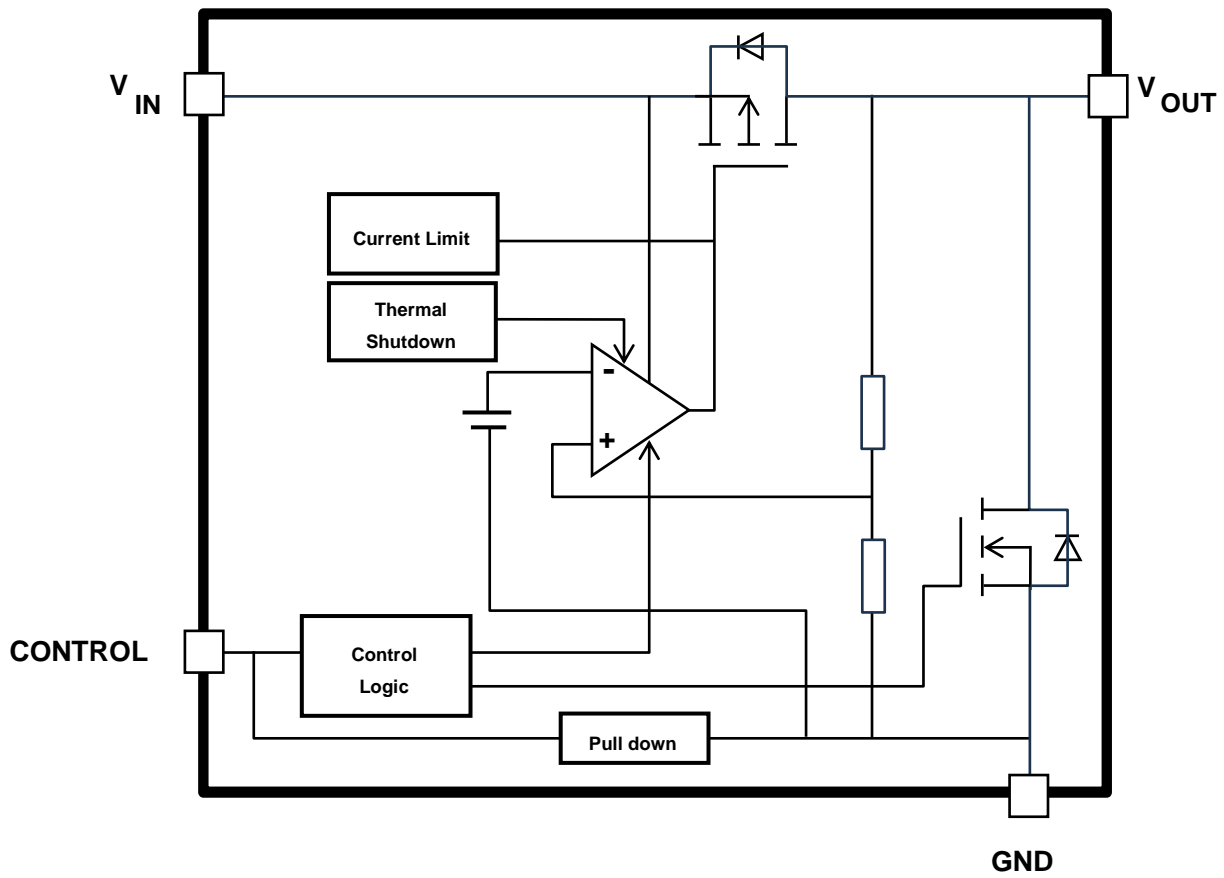 V IN
V OUT
Current Limit
Thermal
Shutdown
-
+
CONTROL
Control
Logic
Pull down
GND